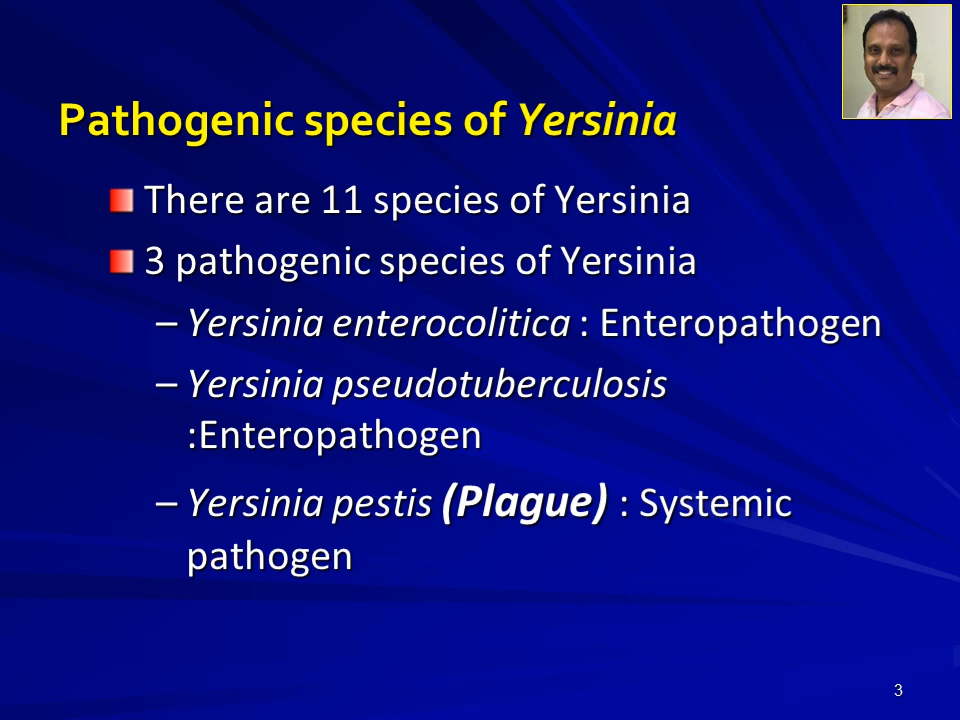 Pathogenic species of Yersinia
There are 11 species of Yersinia
3 pathogenic species of Yersinia
– Yersinia enterocolitica : Enteropathogen
– Yersinia pseudotuberculosis
:Enteropathogen
– Yersinia pestis (Plague) : Systemic
pathogen
3